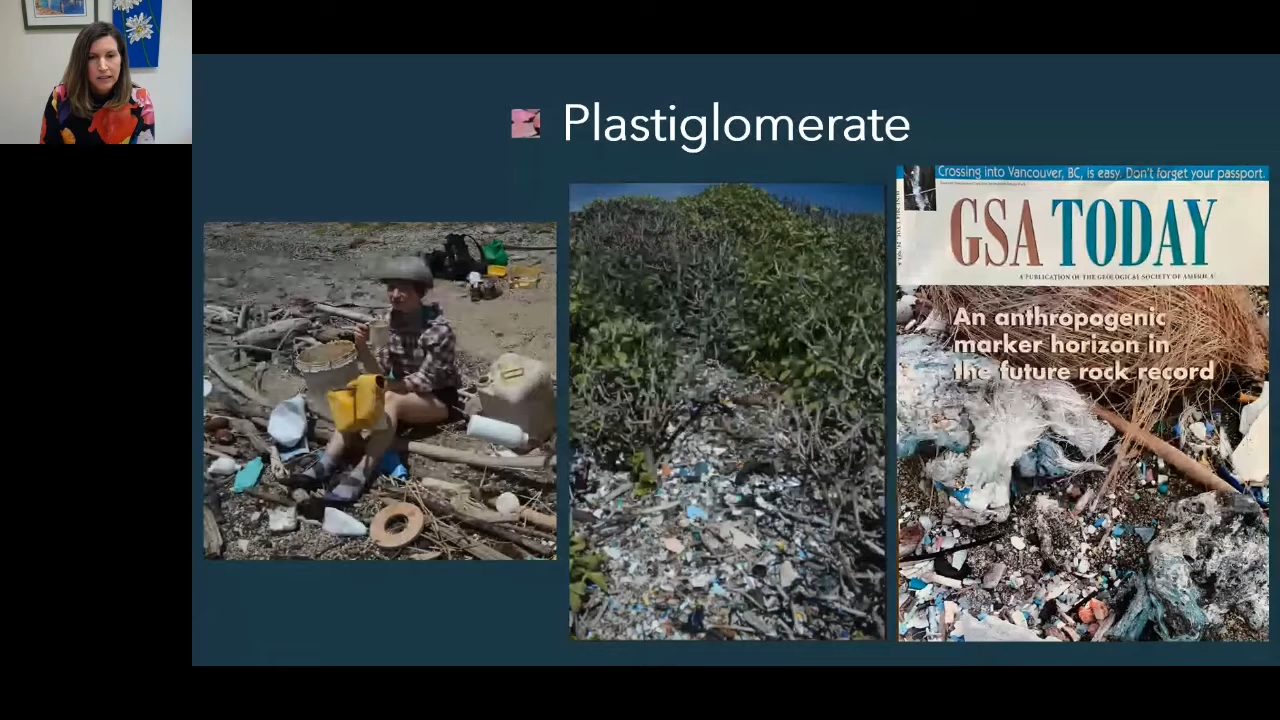 Plastiglomerate
Crossing into Vancouver, BC, is easy. Don't forget your passport.
GSA TODAY
A PUBLICATION OF THE GEOLOGICAL SOCIETY OF AMERICA
An anthropogenic
marker horizon in
the future rock record